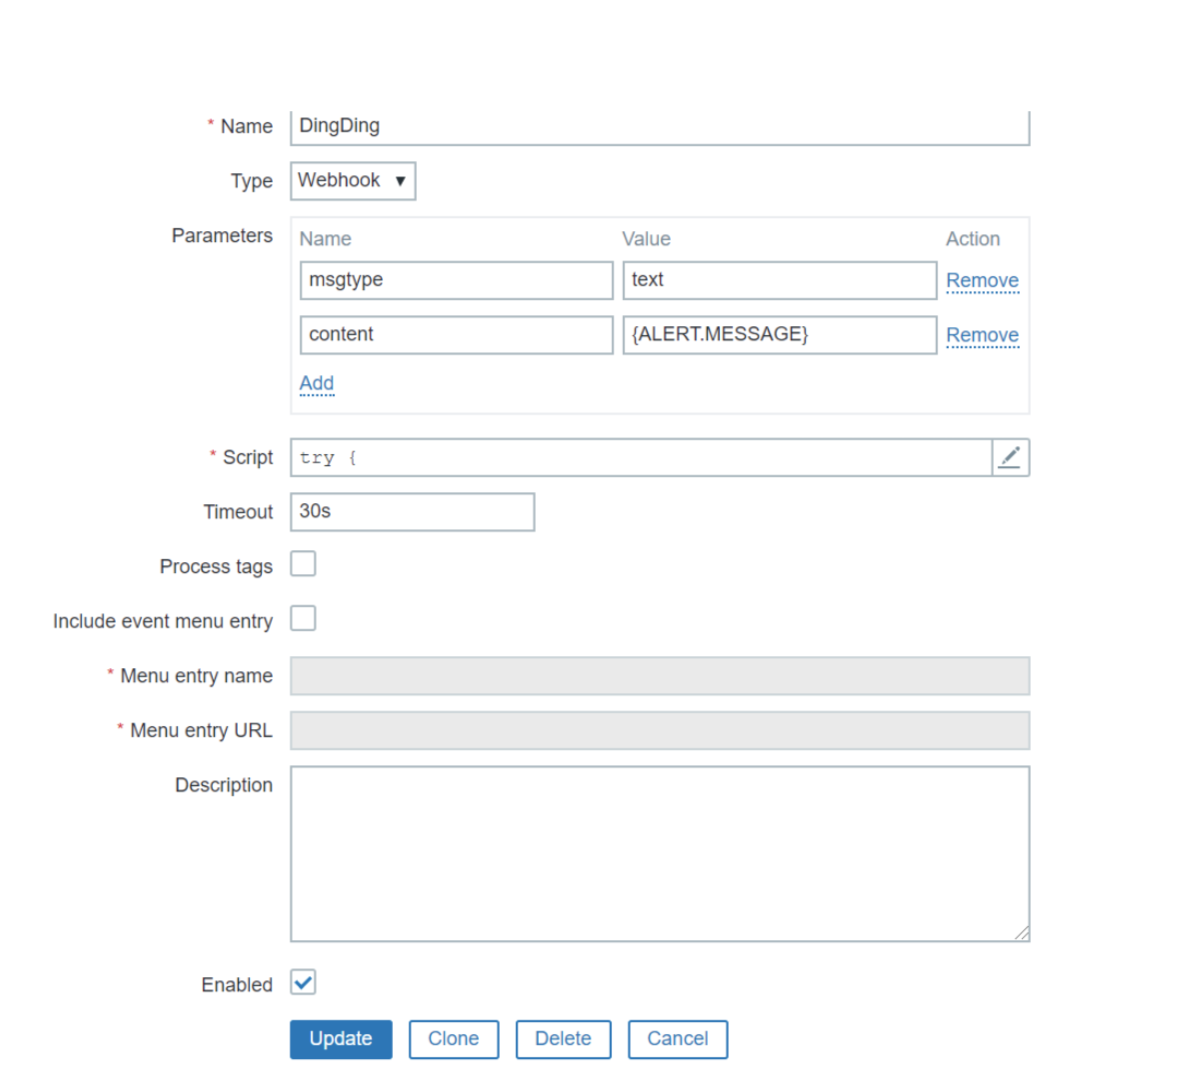 * Name DingDing
Type Webhook ▼
Parameters
Name Value Action
msgtype text Remove
content {ALERT.MESSAGE} Remove
Add
* Script try {
Timeout 30s
Process tags
Include event menu entry
* Menu entry name
* Menu entry URL
Description
Enabled
Update Clone Delete Cancel